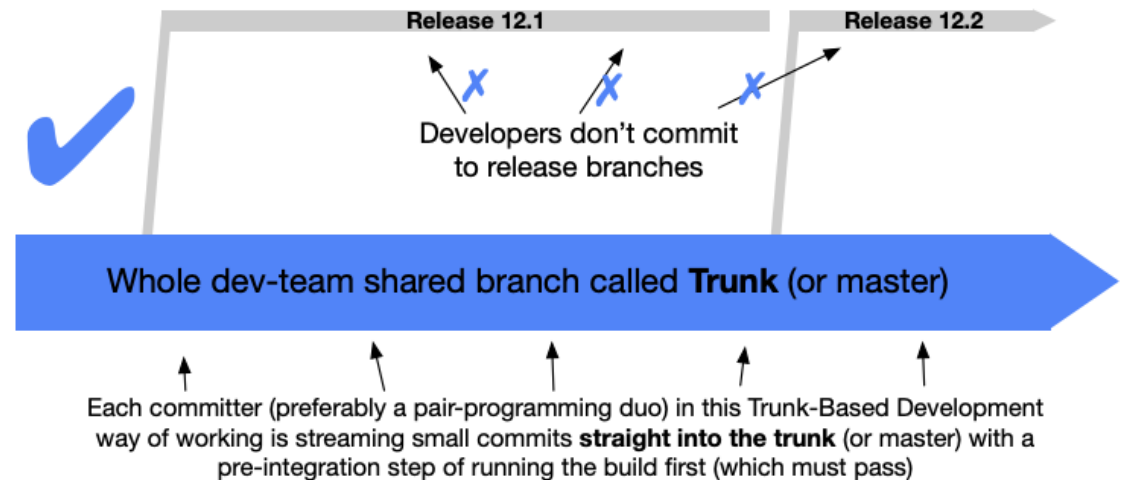 Release 12.1
Release 12.2
Developers don't commit
to release branches
Whole dev-team shared branch called Trunk (or master)
Each committer (preferably a pair-programming duo) in this Trunk-Based Development
way of working is streaming small commits straight into the trunk (or master) with a
pre-integration step of running the build first (which must pass)